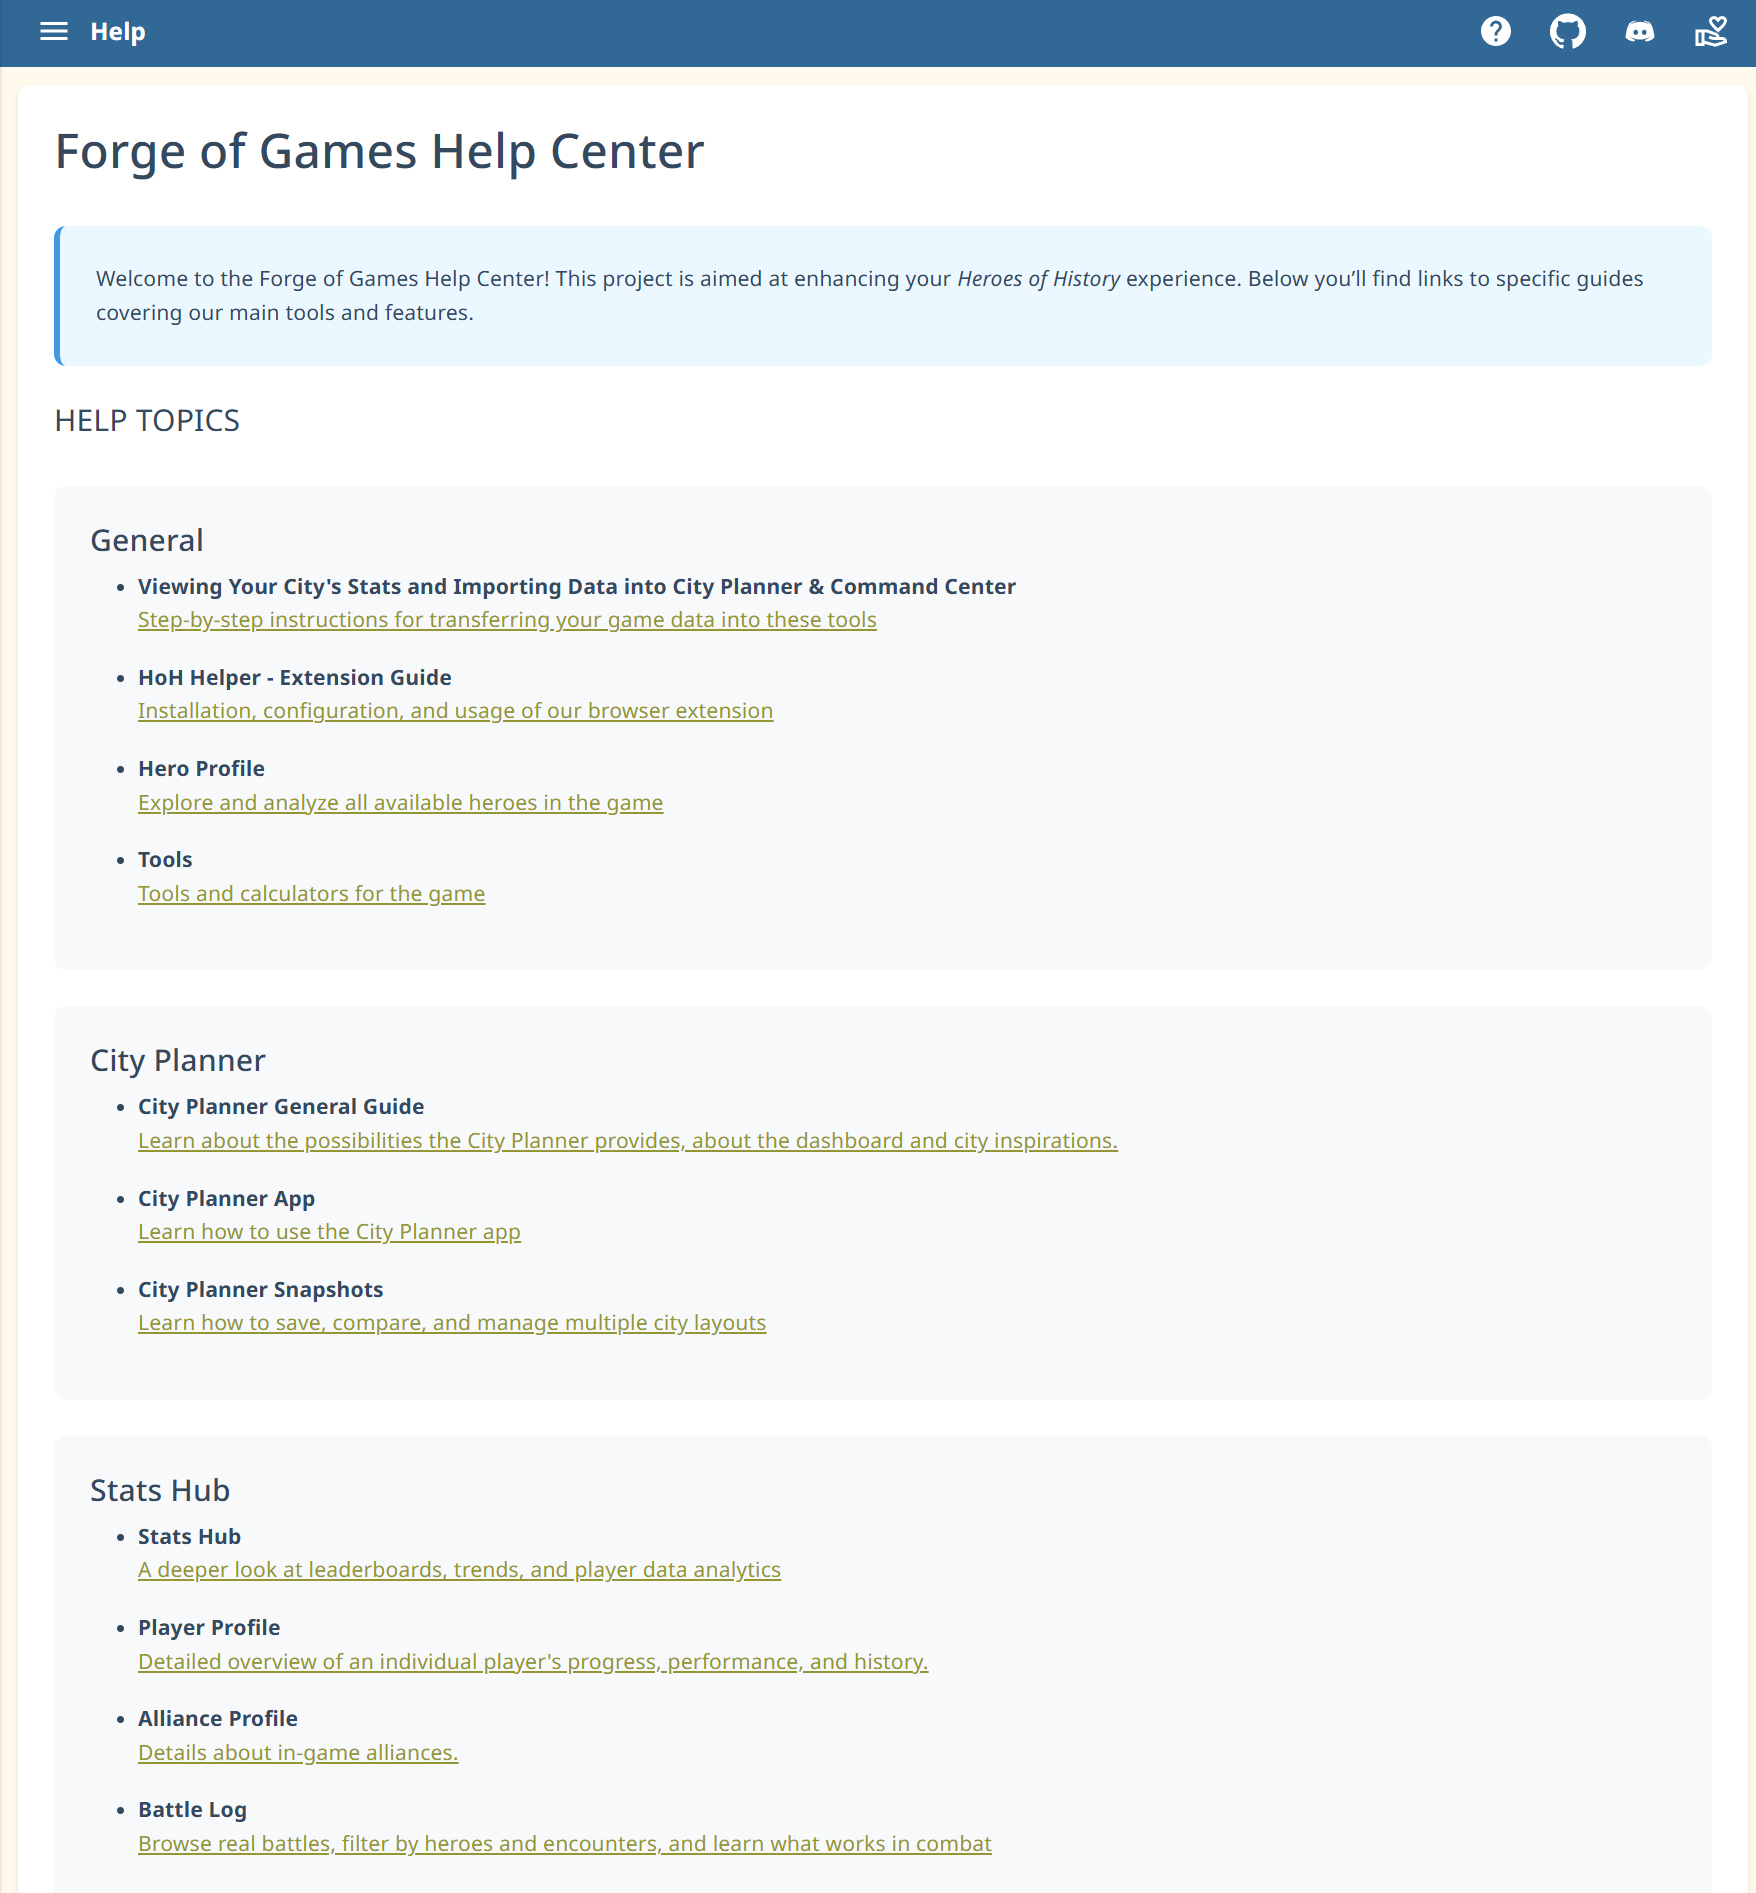 Help
Forge of Games Help Center
Welcome to the Forge of Games Help Center! This project is aimed at enhancing your Heroes of History experience. Below you’ll find links to specific guides
covering our main tools and features.
HELP TOPICS
General
• Viewing Your City's Stats and Importing Data into City Planner & Command Center
Step-by-step instructions for transferring your game data into these tools
• HoH Helper - Extension Guide
Installation, configuration, and usage of our browser extension
• Hero Profile
Explore and analyze all available heroes in the game
• Tools
Tools and calculators for the game
City Planner
• City Planner General Guide
Learn about the possibilities the City Planner provides, about the dashboard and city inspirations.
• City Planner App
Learn how to use the City Planner app
• City Planner Snapshots
Learn how to save, compare, and manage multiple city layouts
Stats Hub
• Stats Hub
A deeper look at leaderboards, trends, and player data analytics
• Player Profile
Detailed overview of an individual player's progress, performance, and history.
• Alliance Profile
Details about in-game alliances.
• Battle Log
Browse real battles, filter by heroes and encounters, and learn what works in combat